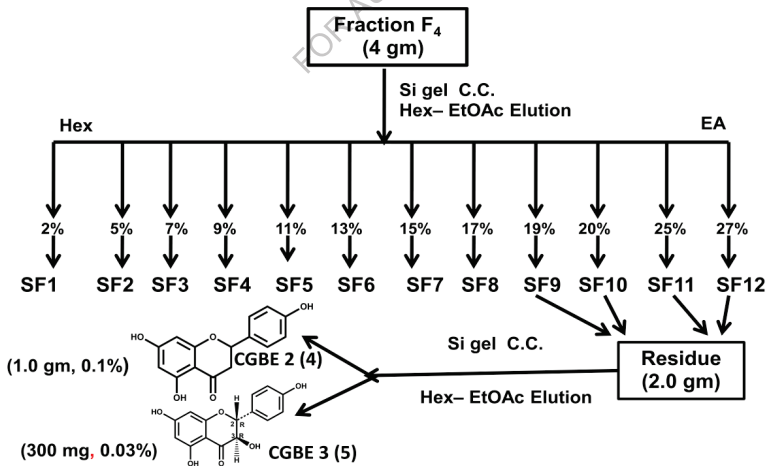 FOR AC
Fraction F4
(4 gm)
Si gel C.C.
Hex– EtOAc Elution
Hex
EA
2% 5% 7% 9% 11% 13% 15% 17% 19% 20% 25% 27%
SF1 SF2 SF3 SF4 SF5 SF6 SF7 SF8 SF9 SF10 SF11 SF12
OH
HO
O
CGBE 2 (4)
(1.0 gm, 0.1%)
OH O
Si gel C.C.
Residue
(2.0 gm)
Hex– EtOAc Elution
OH
H
HO
O
2 R
3 R
OH
CGBE 3 (5)
(300 mg, 0.03%)
OH O H